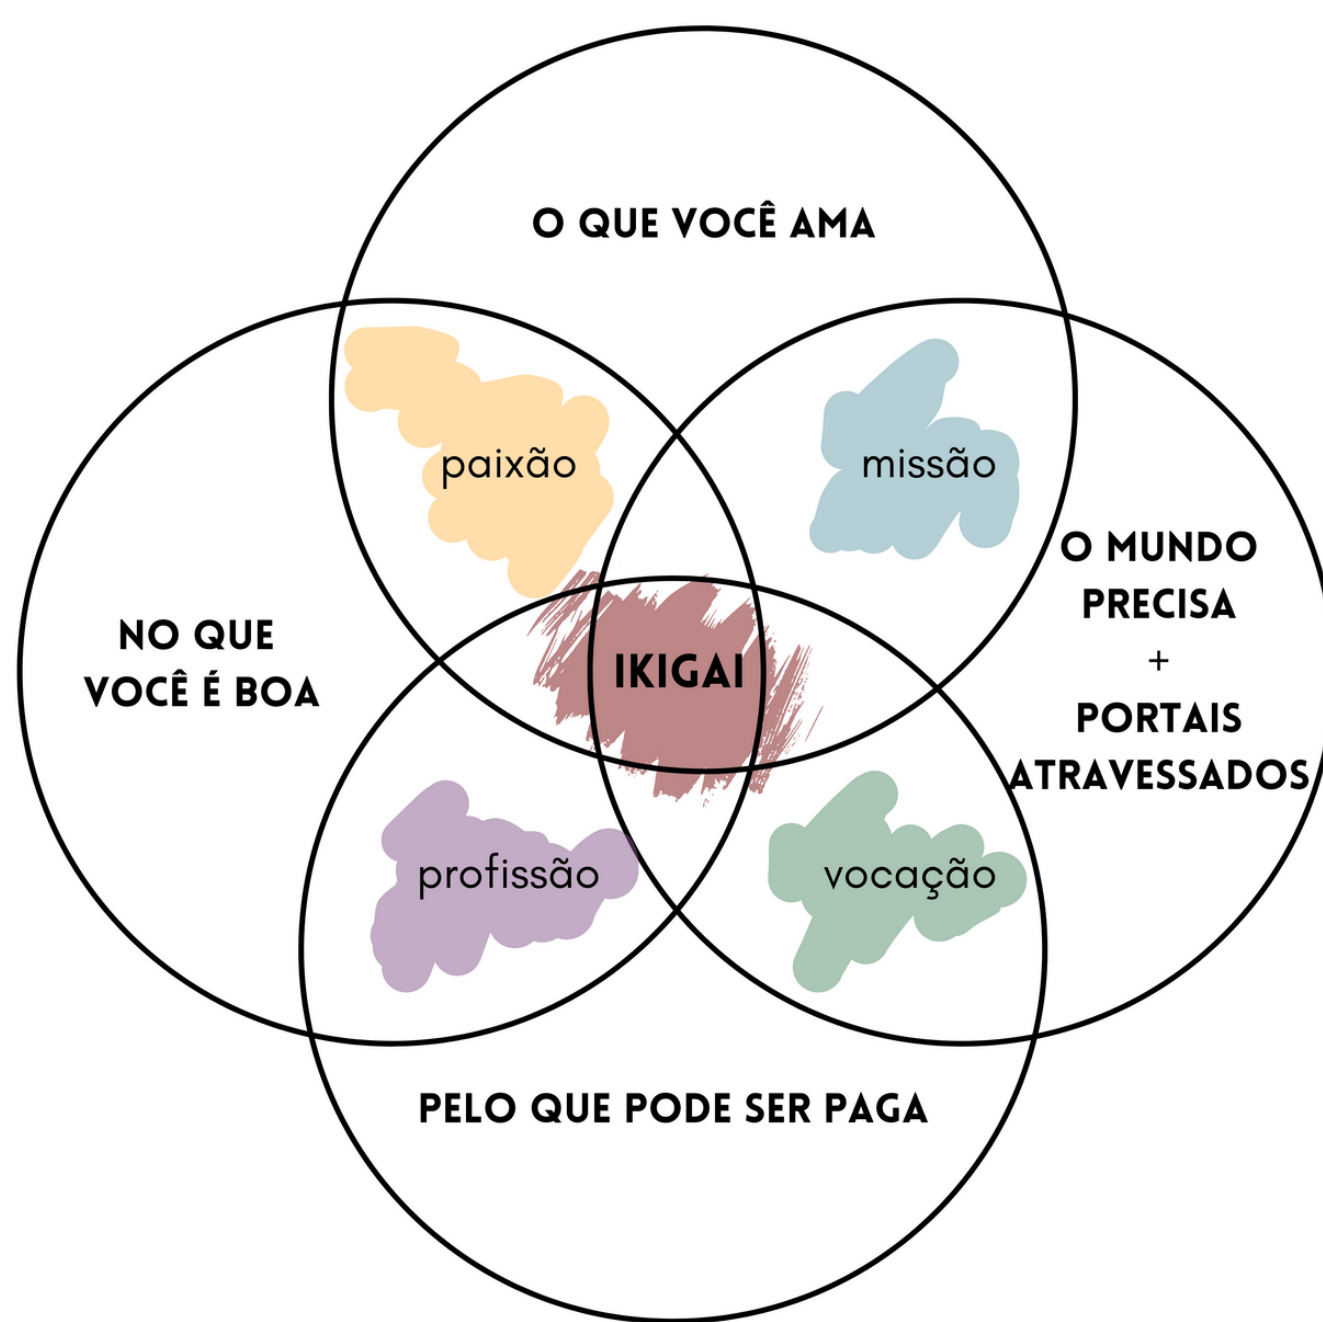 O QUE VOCÊ AMA
paixão
missão
O MUNDO
PRECISA
+
PORTAIS
ATRAVESSADOS
NO QUE
VOCÊ É BOA
IKIGAI
profissão
vocação
PELO QUE PODE SER PAGA